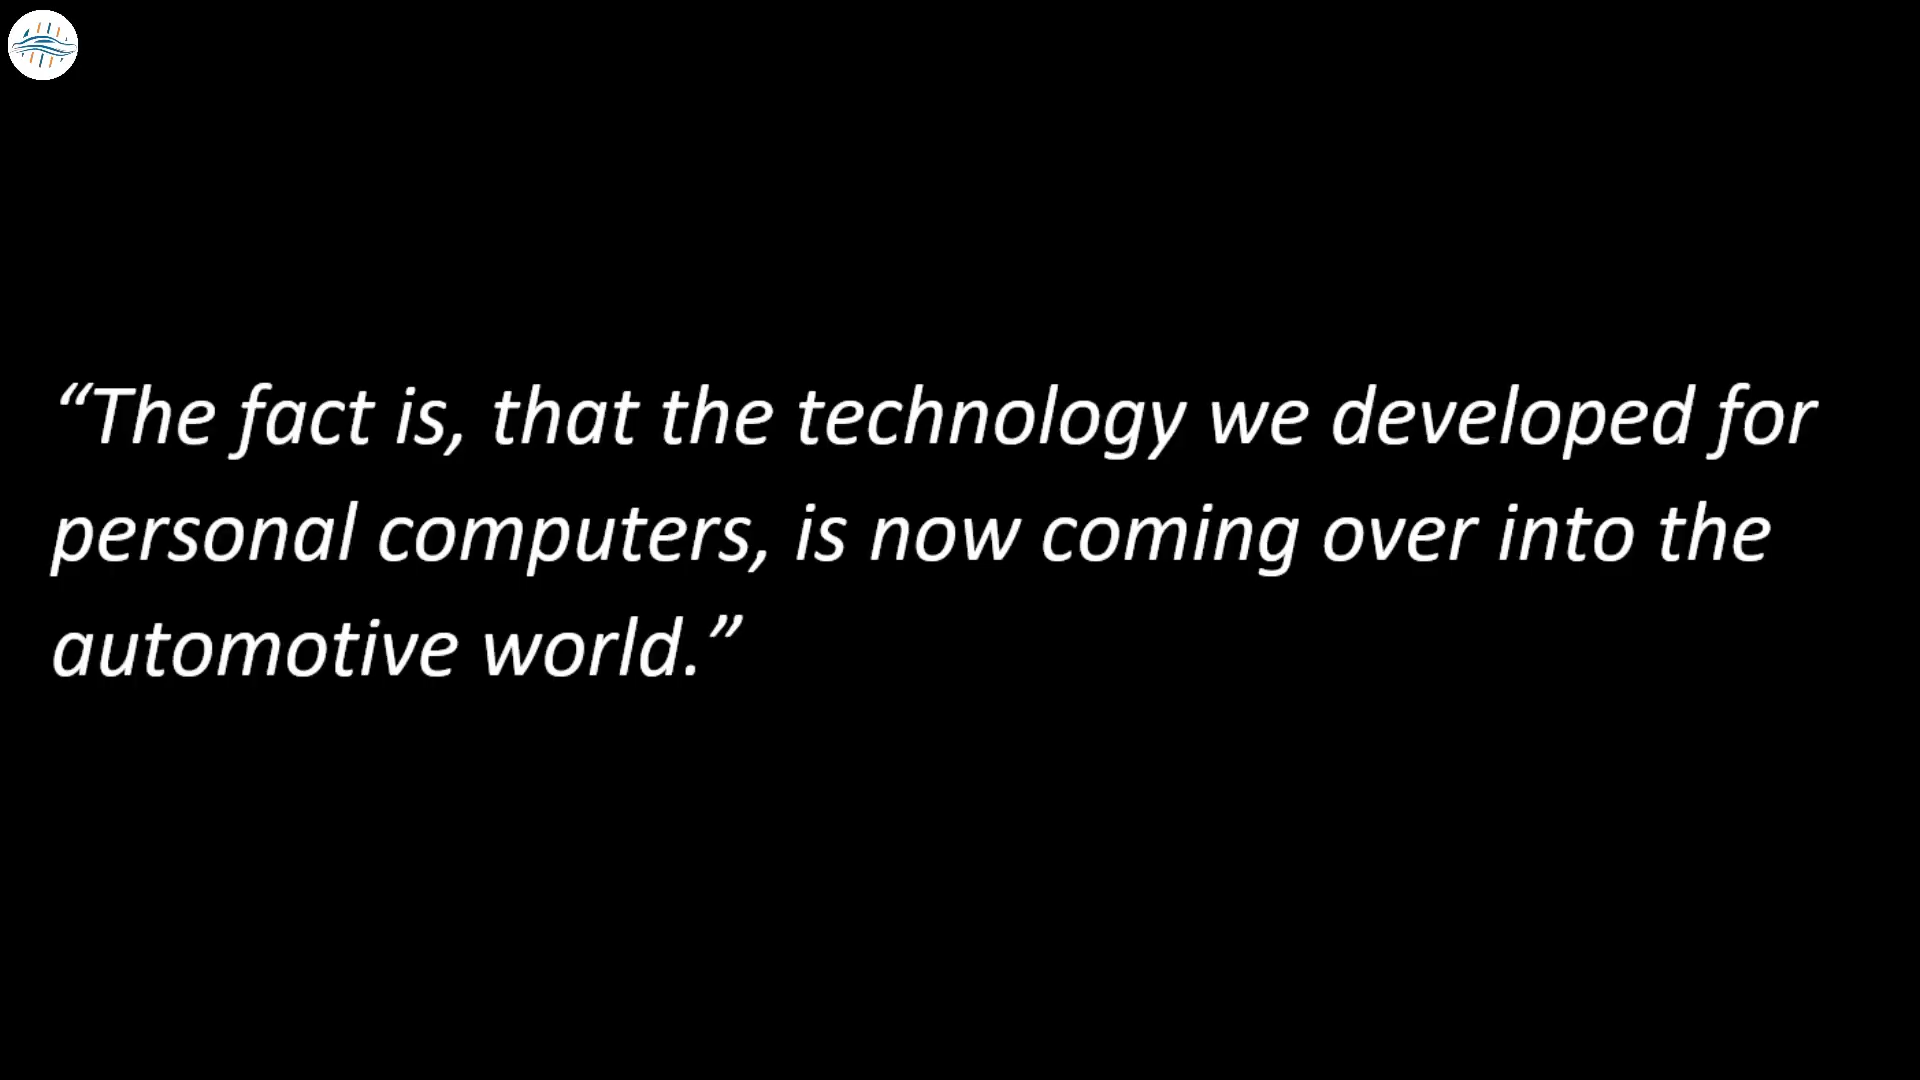 “The fact is, that the technology we developed for
personal computers, is now coming over into the
automotive world.”